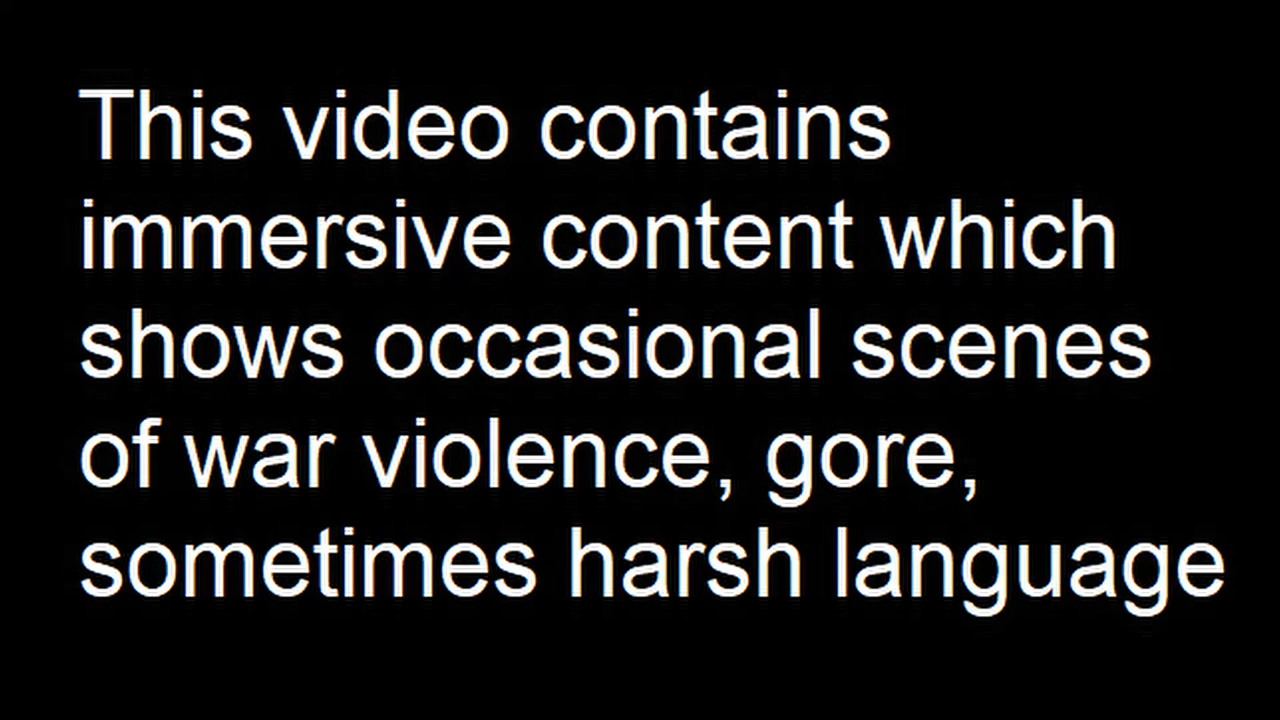 This video contains
immersive content which
shows occasional scenes
of war violence, gore,
sometimes harsh language